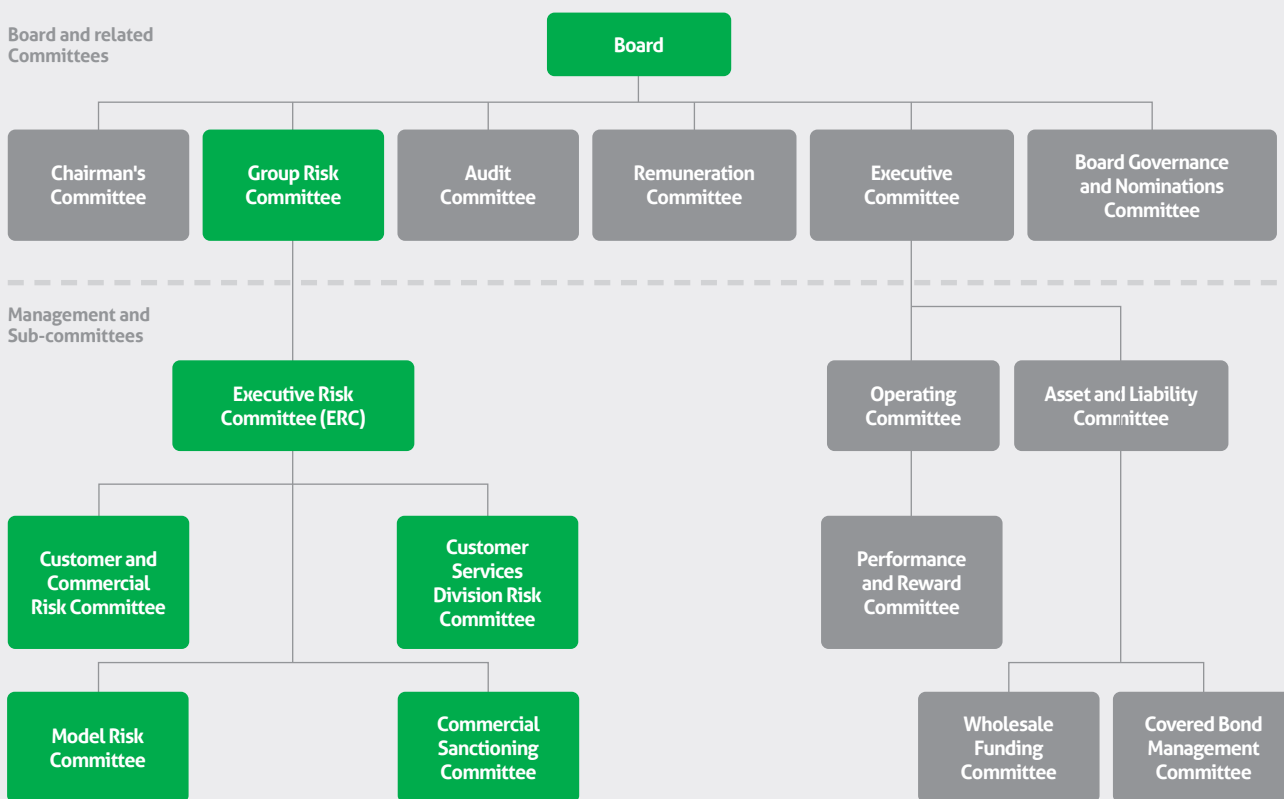 Board and related
Committees
Board
Chairman's
Committee
Group Risk
Committee
Audit
Committee
Remuneration
Committee
Executive
Committee
Board Governance
and Nominations
Committee
Management and
Sub-committees
Executive Risk
Committee (ERC)
Operating
Committee
Asset and Liability
Committee
Customer and
Commercial
Risk Committee
Customer
Services
Division Risk
Committee
Performance
and Reward
Committee
Model Risk
Committee
Commercial
Sanctioning
Committee
Wholesale
Funding
Committee
Covered Bond
Management
Committee